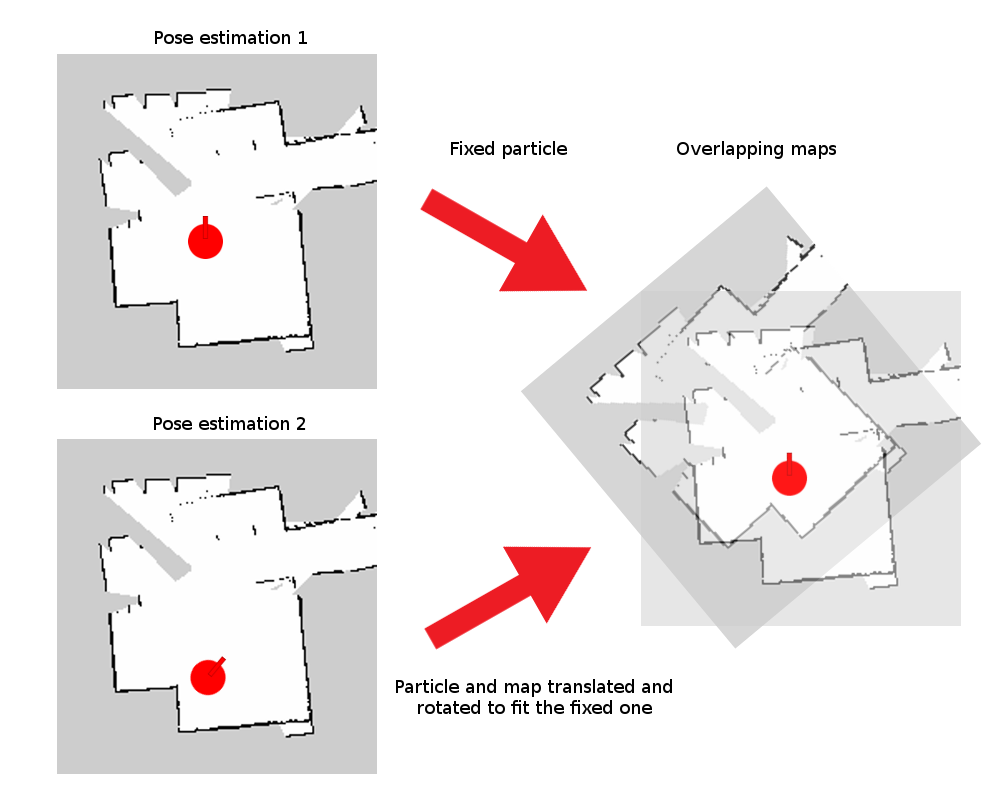 Pose estimation 1
Fixed particle
Overlapping maps
Pose estimation 2
Particle and map translated and
rotated to fit the fixed one